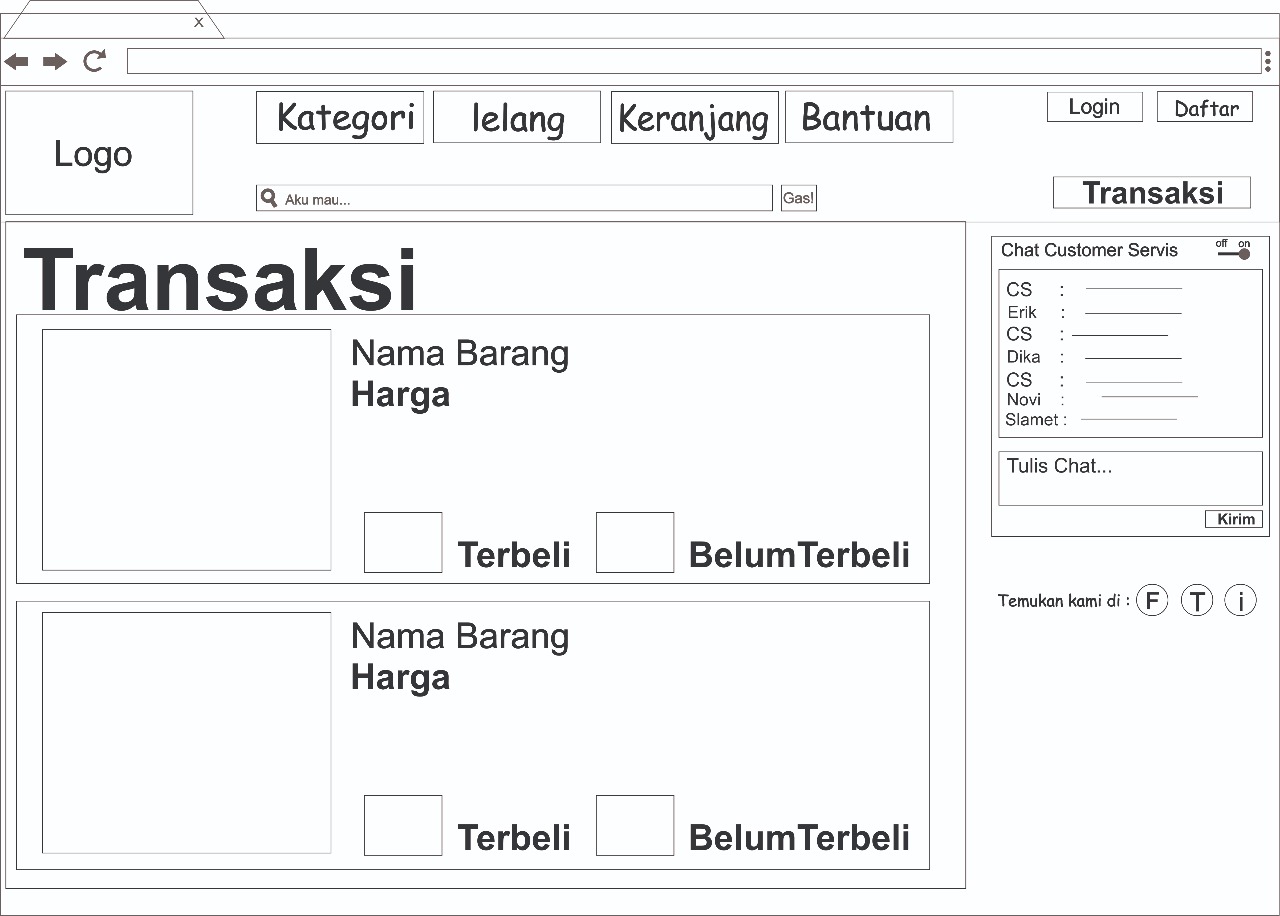 x
Kategori
lelang
Keranjang
Bantuan
Login
Daftar
Logo
Aku mau...
Gas!
Transaksi
Transaksi
Nama Barang
Harga
Terbeli
BelumTerbeli
Nama Barang
Harga
Terbeli
BelumTerbeli
Chat Customer Servis
off on
CS :
Erik :
CS :
Dika :
CS :
Novi :
Slamet :
Tulis Chat...
Kirim
Temukan kami di : F T i